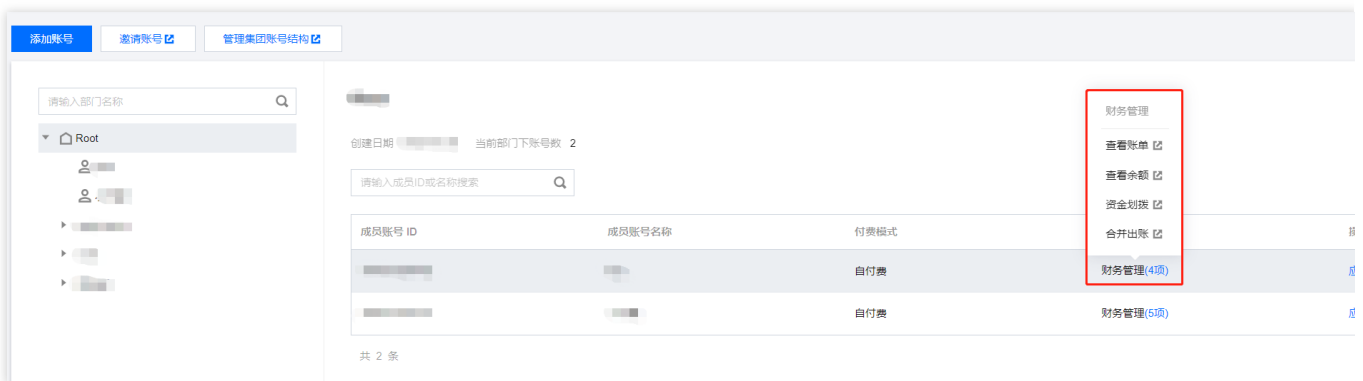 添加账号 邀请账号 管理集团账号结构
请输入部门名称
Root
创建日期 当前部门下账号数 2
请输入成员ID或名称搜索
财务管理
查看账单
查看余额
资金划拨
合并出账
成员账号 ID 成员账号名称 付费模式
自付费 财务管理(4项)
自付费 财务管理(5项)
共 2 条